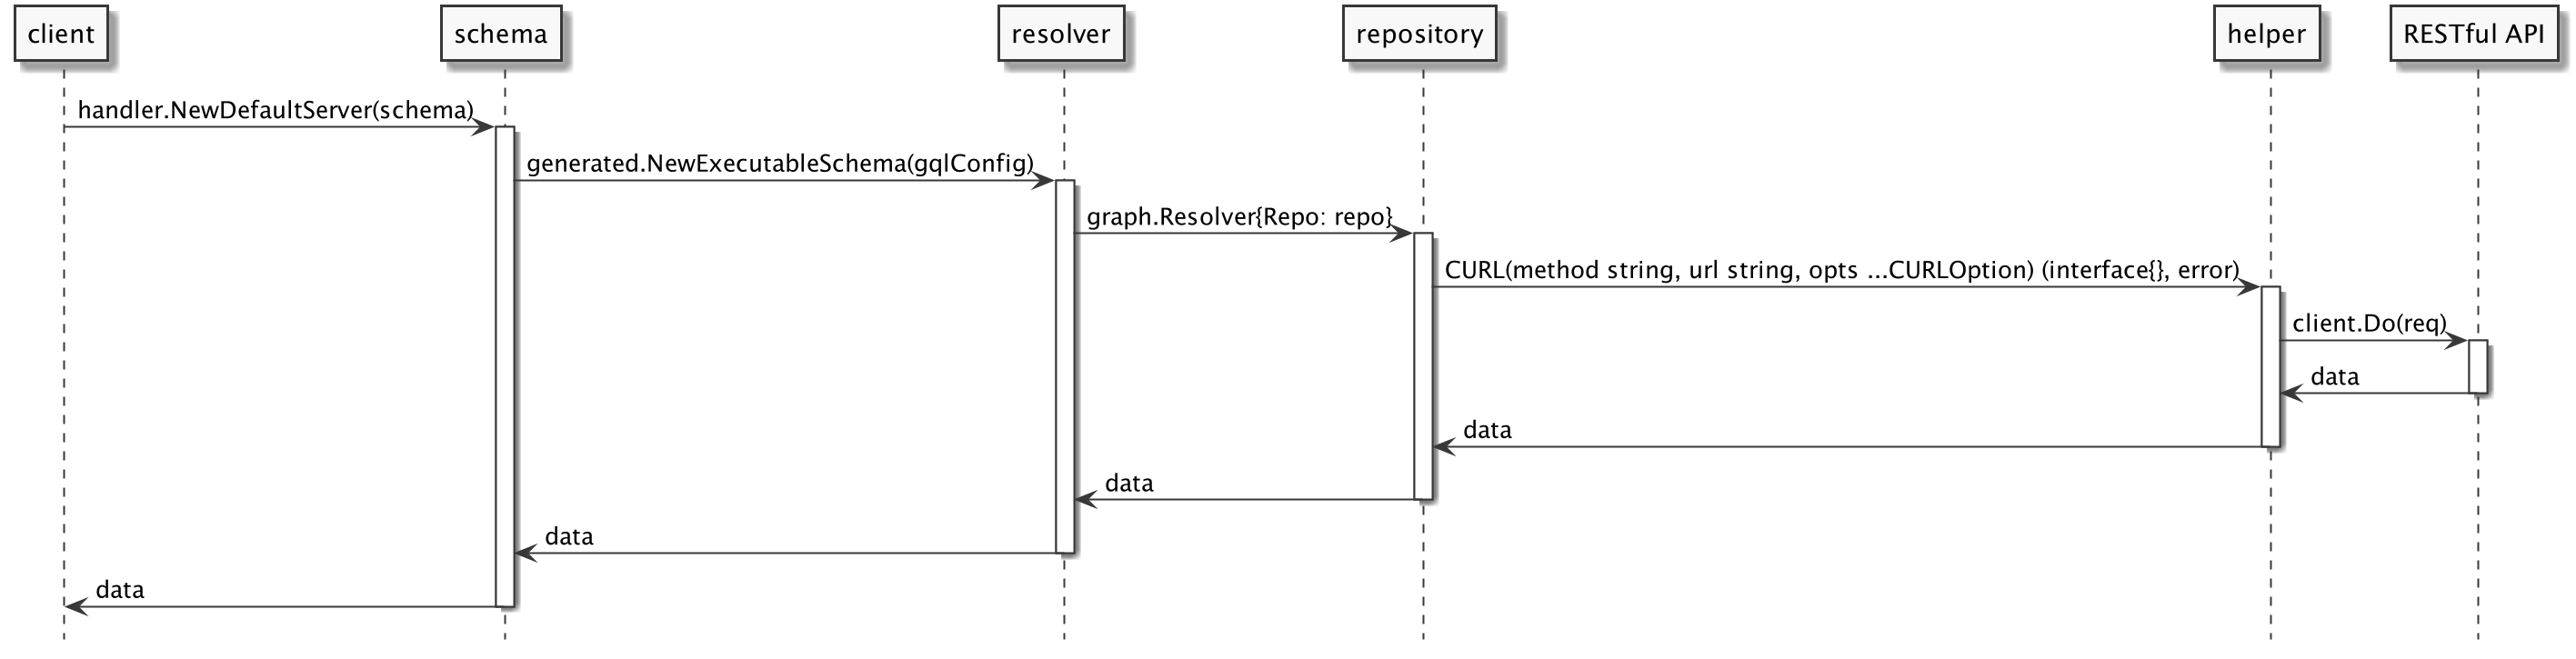 client
schema
resolver
repository
helper
RESTful API
handler.NewDefaultServer(schema)
generated.NewExecutableSchema(gqlConfig)
graph.Resolver{Repo: repo}
CURL(method string, url string, opts ...CURLOption) (interface{}, error)
client.Do(req)
data
data
data
data
data